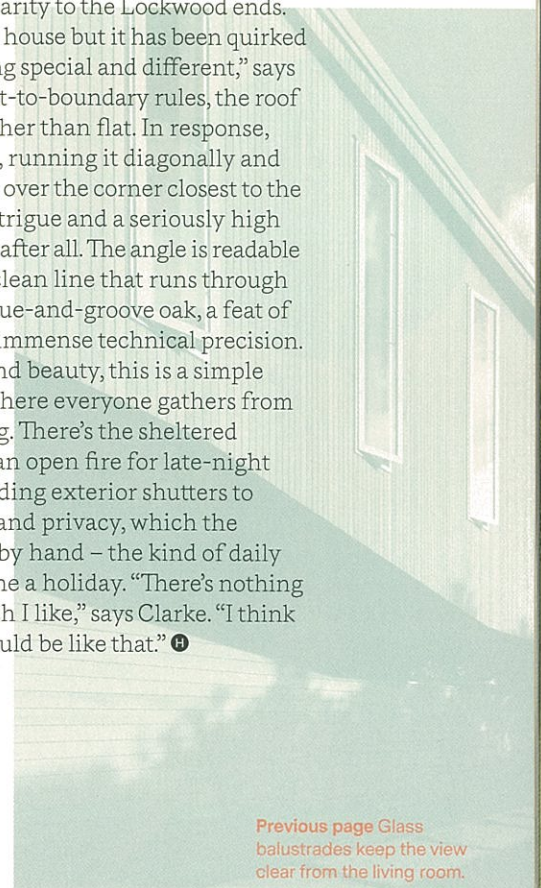 arity to the Lockwood ends.
house but it has been quirked
g special and different,” says
t-to-boundary rules, the roof
her than flat. In response,
, running it diagonally and
over the corner closest to the
trigue and a seriously high
after all. The angle is readable
lean line that runs through
ue-and-groove oak, a feat of
mmense technical precision.
nd beauty, this is a simple
here everyone gathers from
g. There’s the sheltered
an open fire for late-night
ding exterior shutters to
and privacy, which the
by hand – the kind of daily
ne a holiday. “There’s nothing
h I like,” says Clarke. “I think
uld be like that.” H
Previous page Glass
balustrades keep the view
clear from the living room.